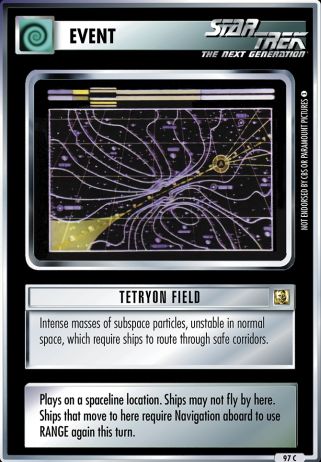 EVENT
STAR TREK
THE NEXT GENERATION
NOT ENDORSED BY CBS OR PARAMOUNT PICTURES
TETRYON FIELD
Intense masses of subspace particles, unstable in normal
space, which require ships to route through safe corridors.
Plays on a spaceline location. Ships may not fly by here.
Ships that move to here require Navigation aboard to use
RANGE again this turn.
97 C